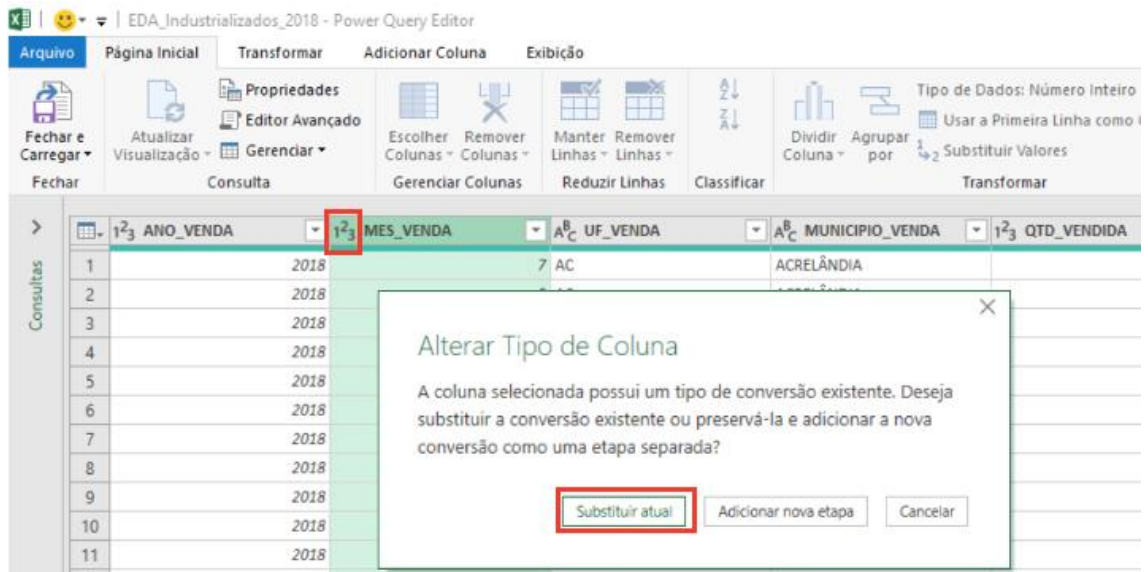 EDA_Industrializados_2018 - Power Query Editor
Arquivo Página Inicial Transformar Adicionar Coluna Exibição
Fechar e Carregar
Fechar
Atualizar Visualização
Propriedades
Editor Avançado
Gerenciar
Consulta
Escolher Colunas
Remover Colunas
Gerenciar Colunas
Manter Linhas
Remover Linhas
Reduzir Linhas
Classificar
Dividir Coluna
Agrupar por
Tipo de Dados: Número Inteiro
Usar a Primeira Linha como
Substituir Valores
Transformar
Consultas
ANO_VENDA MES_VENDA UF_VENDA MUNICIPIO_VENDA QTD_VENDIDA
1 2018 7 AC ACRELÂNDIA
2 2018
3 2018
4 2018
5 2018
6 2018
7 2018
8 2018
9 2018
10 2018
11 2018
Alterar Tipo de Coluna
A coluna selecionada possui um tipo de conversão existente. Deseja
substituir a conversão existente ou preservá-la e adicionar a nova
conversão como uma etapa separada?
Substituir atual Adicionar nova etapa Cancelar